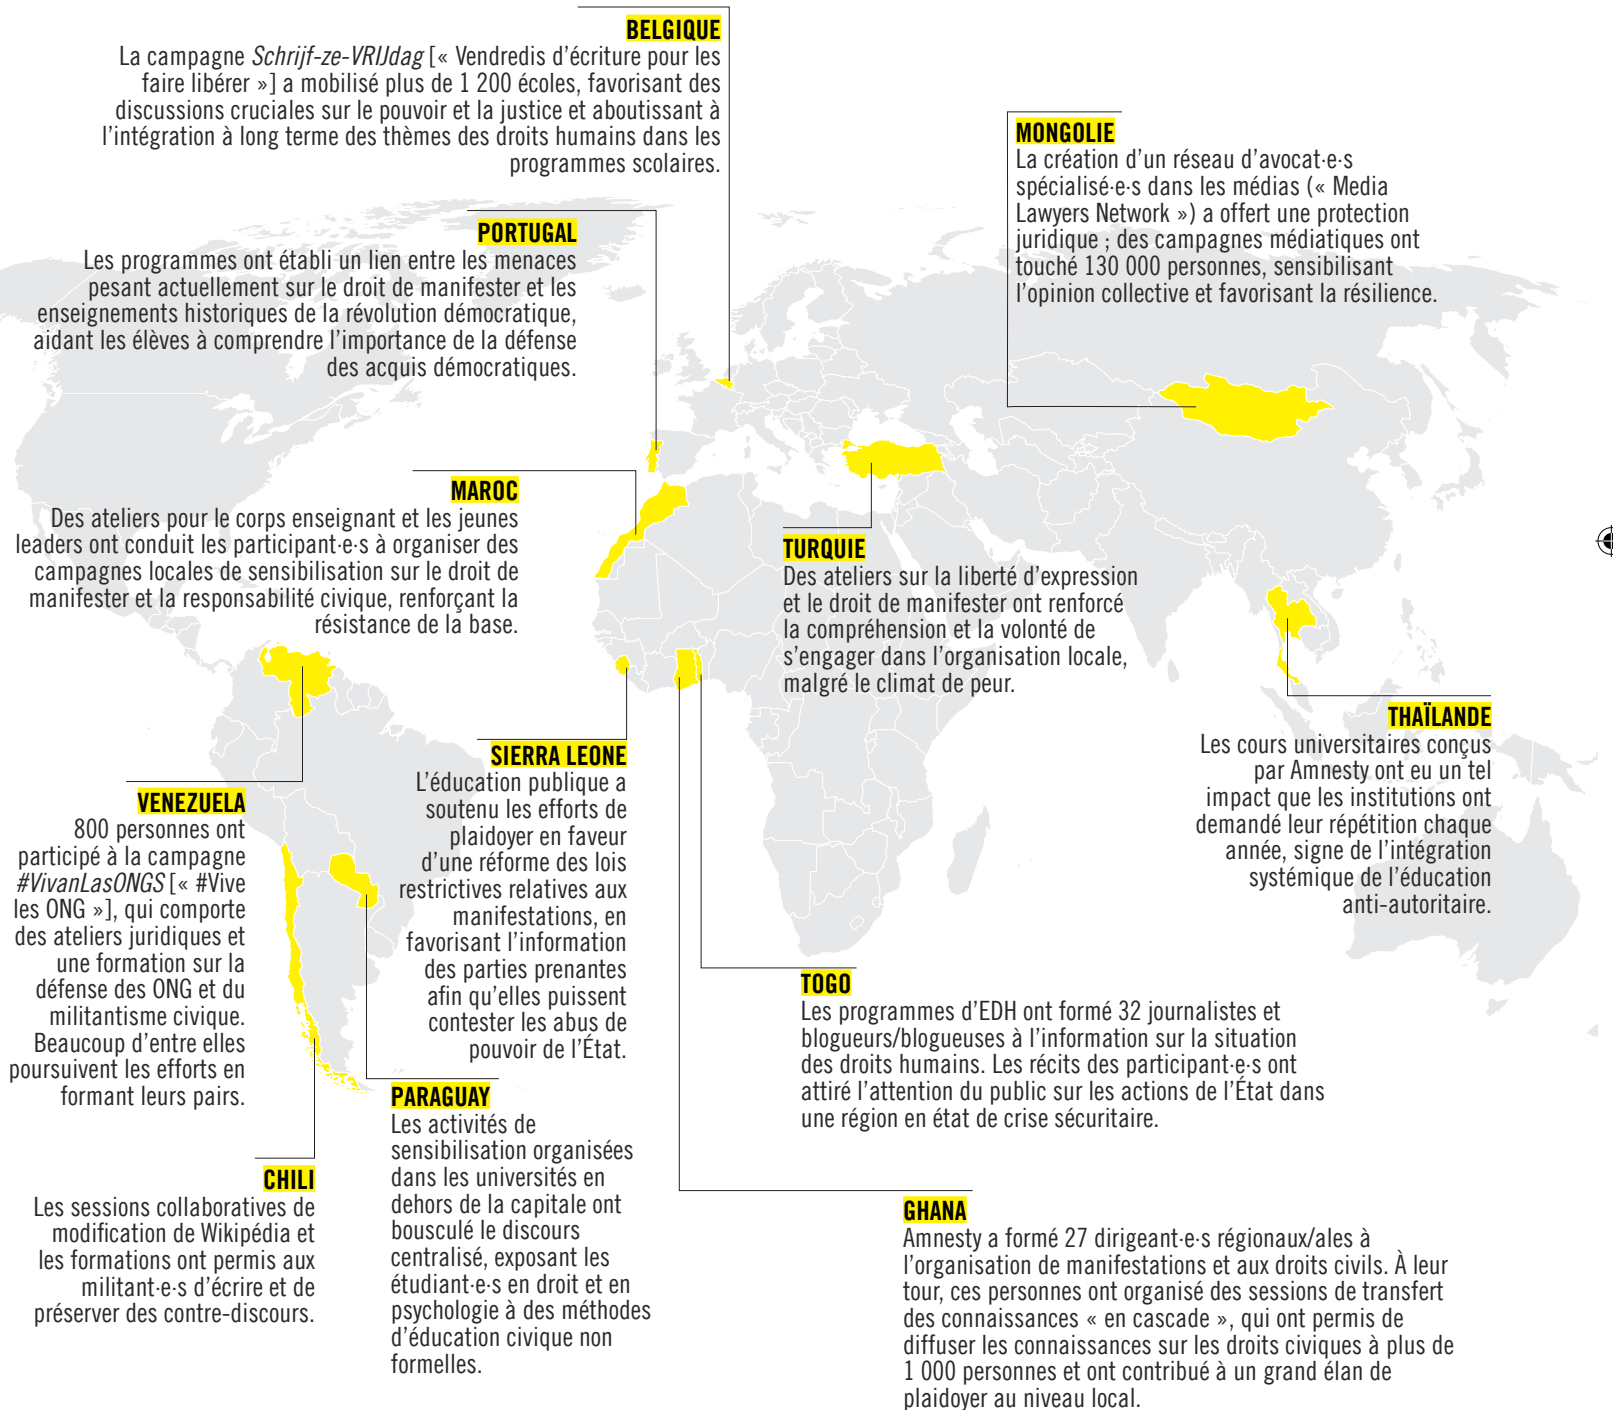 BELGIQUE
La campagne Schrijf-ze-VRIJdag [« Vendredis d’écriture pour les
faire libérer »] a mobilisé plus de 1 200 écoles, favorisant des
discussions cruciales sur le pouvoir et la justice et aboutissant à
l’intégration à long terme des thèmes des droits humains dans les
programmes scolaires.
MONGOLIE
La création d’un réseau d’avocat·e·s
spécialisé·e·s dans les médias (« Media
Lawyers Network ») a offert une protection
juridique ; des campagnes médiatiques ont
touché 130 000 personnes, sensibilisant
l’opinion collective et favorisant la résilience.
PORTUGAL
Les programmes ont établi un lien entre les menaces
pesant actuellement sur le droit de manifester et les
enseignements historiques de la révolution démocratique,
aidant les élèves à comprendre l’importance de la défense
des acquis démocratiques.
MAROC
Des ateliers pour le corps enseignant et les jeunes
leaders ont conduit les participant·e·s à organiser des
campagnes locales de sensibilisation sur le droit de
manifester et la responsabilité civique, renforçant la
résistance de la base.
TURQUIE
Des ateliers sur la liberté d’expression
et le droit de manifester ont renforcé
la compréhension et la volonté de
s’engager dans l’organisation locale,
malgré le climat de peur.
THAÏLANDE
Les cours universitaires conçus
par Amnesty ont eu un tel
impact que les institutions ont
demandé leur répétition chaque
année, signe de l’intégration
systémique de l’éducation
anti-autoritaire.
SIERRA LEONE
L’éducation publique a
soutenu les efforts de
plaidoyer en faveur
d’une réforme des lois
restrictives relatives aux
manifestations, en
favorisant l’information
des parties prenantes
afin qu’elles puissent
contester les abus de
pouvoir de l’État.
VENEZUELA
800 personnes ont
participé à la campagne
#VivanLasONGS [« #Vive
les ONG »], qui comporte
des ateliers juridiques et
une formation sur la
défense des ONG et du
militantisme civique.
Beaucoup d’entre elles
poursuivent les efforts en
formant leurs pairs.
TOGO
Les programmes d’EDH ont formé 32 journalistes et
blogueurs/blogueuses à l’information sur la situation
des droits humains. Les récits des participant·e·s ont
attiré l’attention du public sur les actions de l’État dans
une région en état de crise sécuritaire.
PARAGUAY
Les activités de
sensibilisation organisées
dans les universités en
dehors de la capitale ont
bousculé le discours
centralisé, exposant les
étudiant·e·s en droit et en
psychologie à des méthodes
d’éducation civique non
formelles.
CHILI
Les sessions collaboratives de
modification de Wikipédia et
les formations ont permis aux
militant·e·s d’écrire et de
préserver des contre-discours.
GHANA
Amnesty a formé 27 dirigeant·e·s régionaux/ales à
l’organisation de manifestations et aux droits civils. À leur
tour, ces personnes ont organisé des sessions de transfert
des connaissances « en cascade », qui ont permis de
diffuser les connaissances sur les droits civiques à plus de
1 000 personnes et ont contribué à un grand élan de
plaidoyer au niveau local.